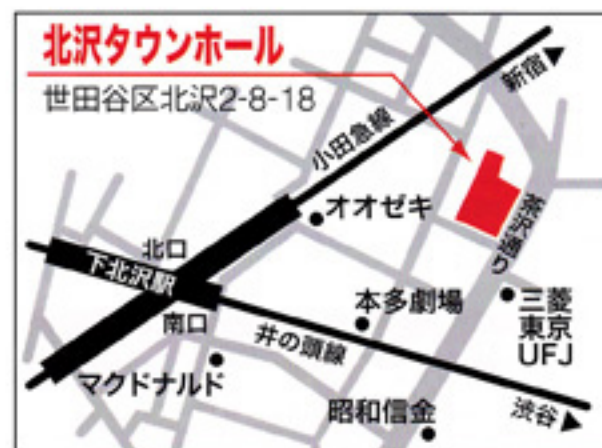 北沢タウンホール
世田谷区北沢2-8-18
新宿▶
小田急線
オオゼキ
茶沢通り
北口
下北沢駅
南口
本多劇場
井の頭線
三菱
東京
UFJ
マクドナルド
昭和信金
渋谷▶